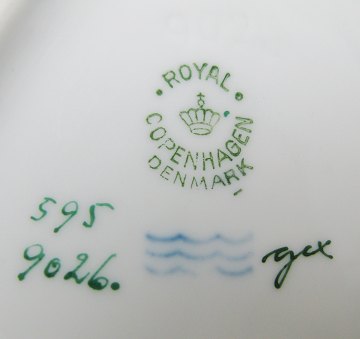 ROYAL
COPENHAGEN
DENMARK
595
9026.